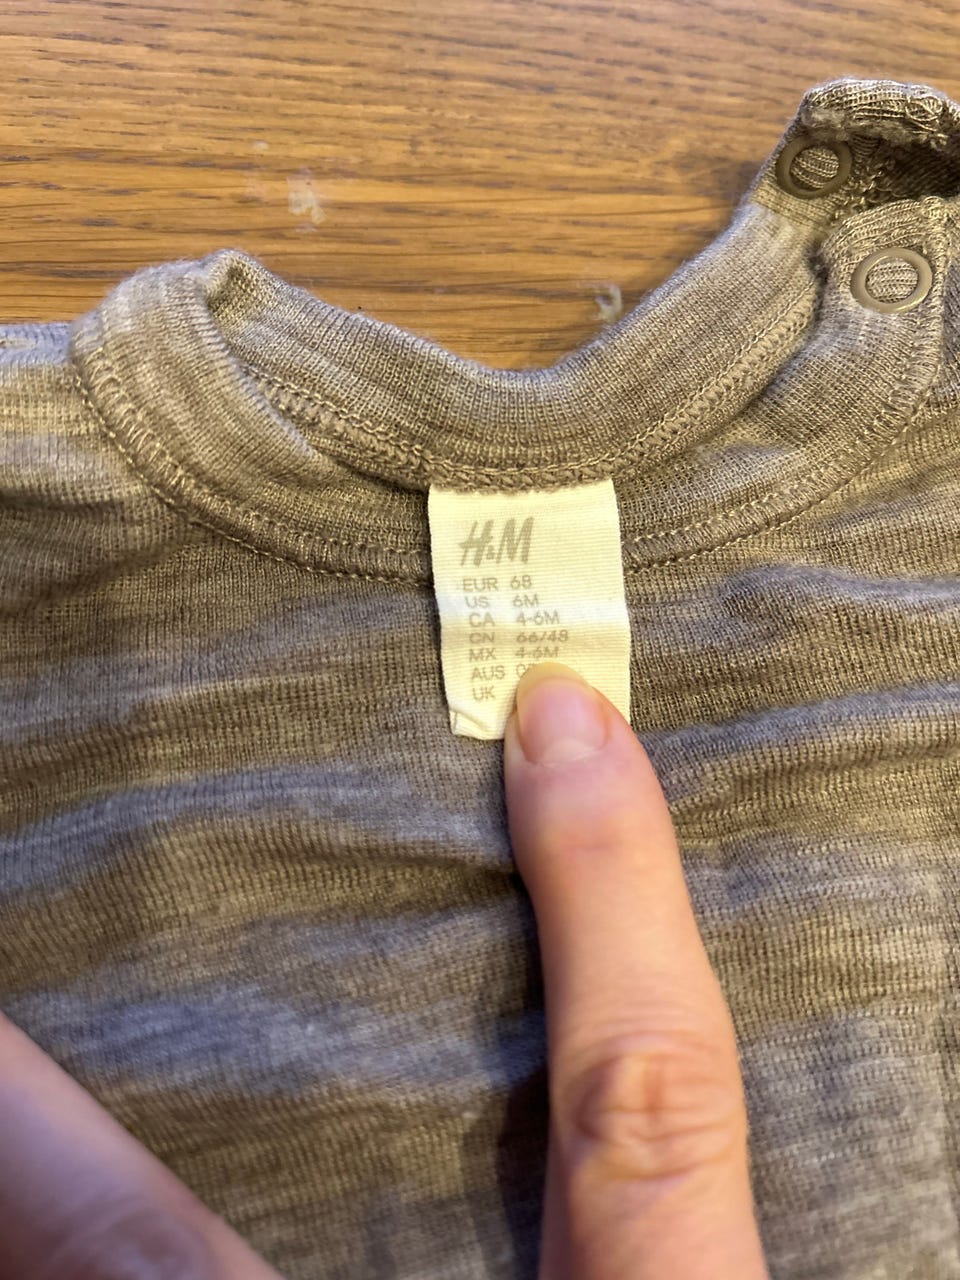 H&M
EUR 68
US 6M
CA 4-6M
CN 66/48
MX 4-6M
AUS
UK